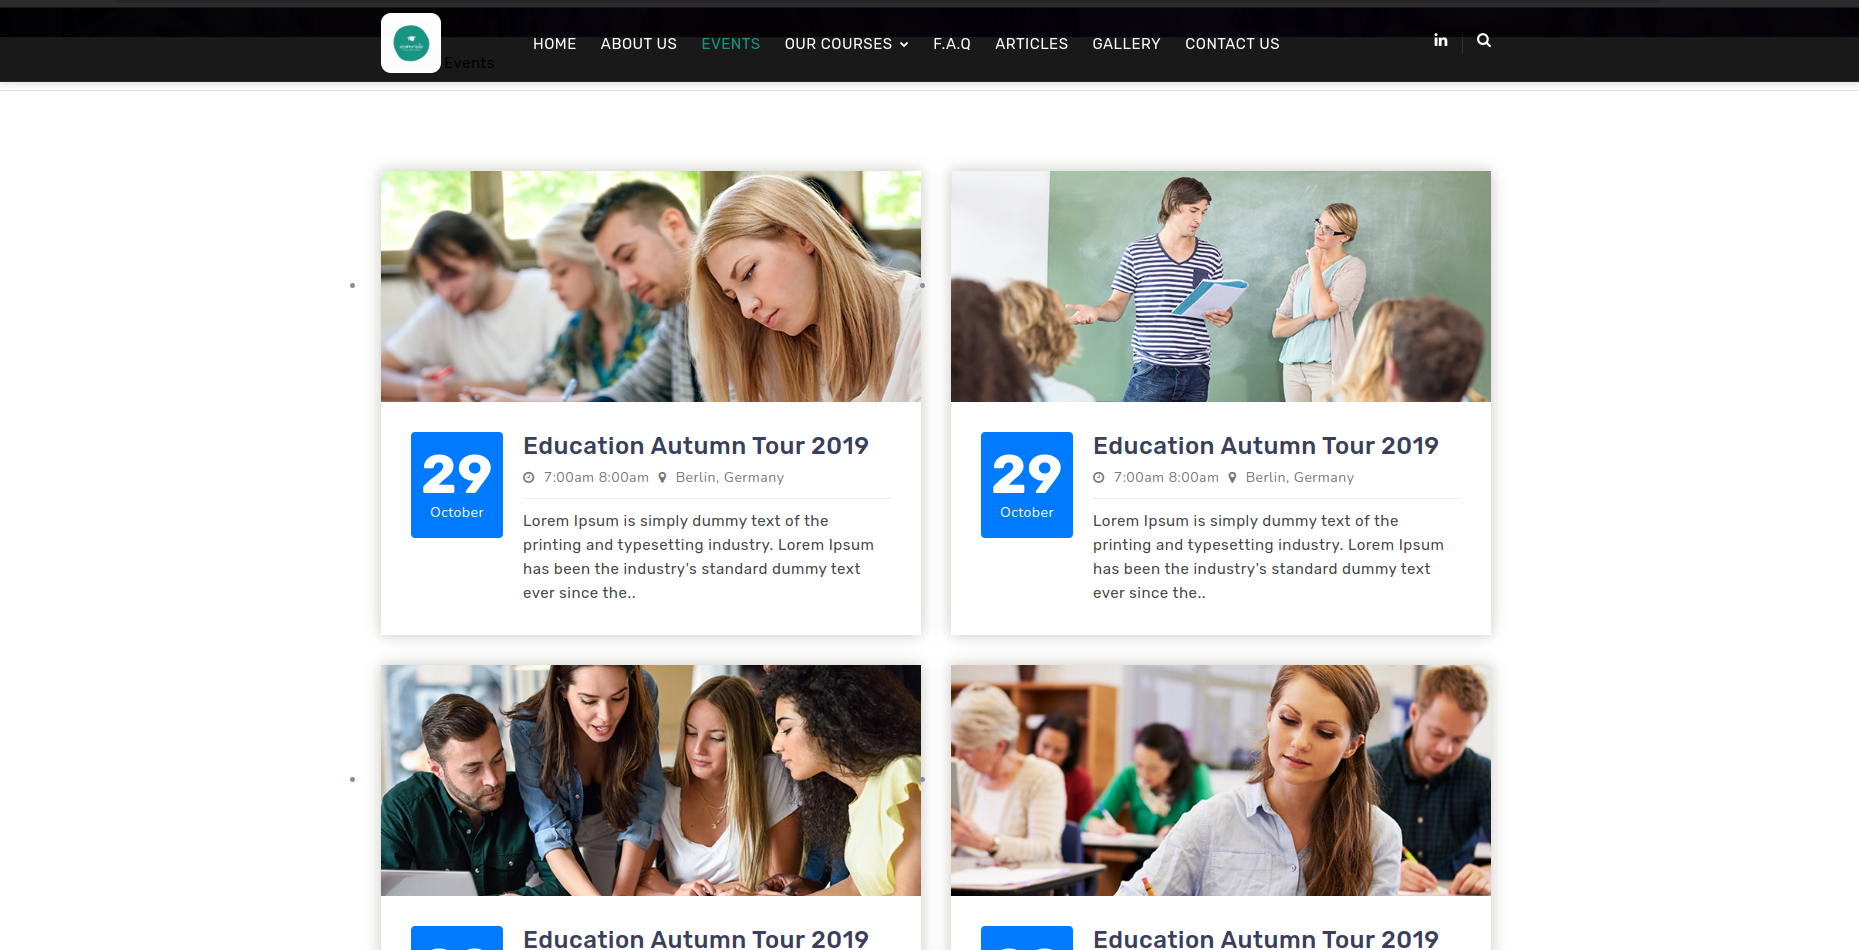 HOME ABOUT US EVENTS OUR COURSES F.A.Q ARTICLES GALLERY CONTACT US
Events
29
October
Education Autumn Tour 2019
7:00am 8:00am Berlin, Germany
Lorem Ipsum is simply dummy text of the
printing and typesetting industry. Lorem Ipsum
has been the industry's standard dummy text
ever since the..
29
October
Education Autumn Tour 2019
7:00am 8:00am Berlin, Germany
Lorem Ipsum is simply dummy text of the
printing and typesetting industry. Lorem Ipsum
has been the industry's standard dummy text
ever since the..
Education Autumn Tour 2019
Education Autumn Tour 2019